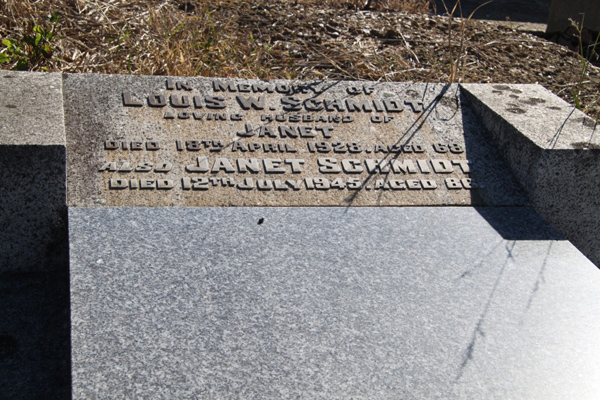 IN MEMORY OF
LOUIS W. SCHMIDT
LOVING HUSBAND OF
JANET
DIED 18TH APRIL 1928, AGED 68.
ALSO JANET SCHMIDT
DIED 12TH JULY 1945, AGED 86.